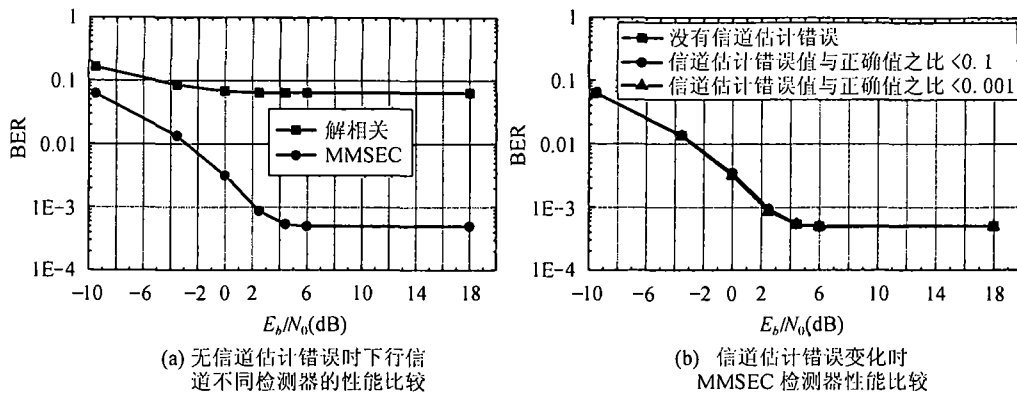 1
0.1
0.01
1E-3
1E-4
BER
解相关
MMSEC
-10 -6 -2 0 2 6 10 14 18
E_b/N_0(dB)
(a) 无信道估计错误时下行信
道不同检测器的性能比较
1
0.1
0.01
1E-3
1E-4
BER
没有信道估计错误
信道估计错误值与正确值之比<0.1
信道估计错误值与正确值之比<0.001
-10 -6 -2 0 2 6 10 14 18
E_b/N_0(dB)
(b) 信道估计错误变化时
MMSEC 检测器性能比较